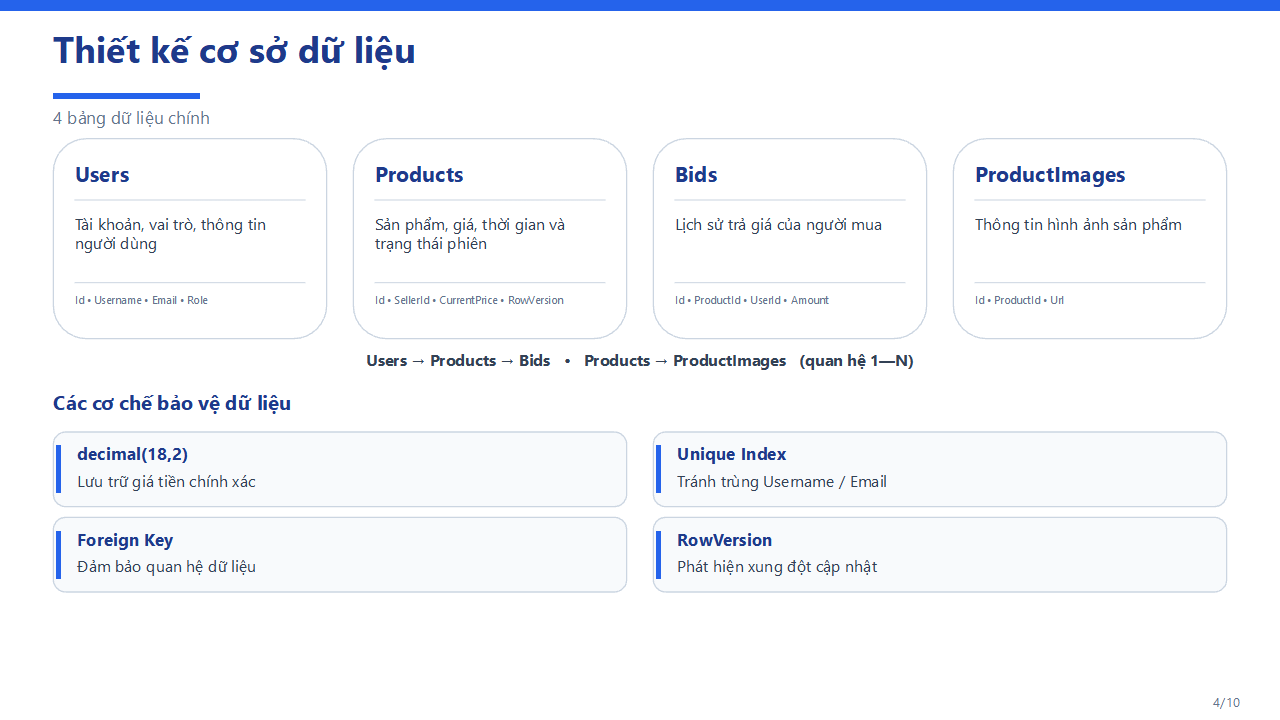 Thiết kế cơ sở dữ liệu
4 bảng dữ liệu chính
Users
Tài khoản, vai trò, thông tin
người dùng
Id • Username • Email • Role
Products
Sản phẩm, giá, thời gian và
trạng thái phiên
Id • SellerId • CurrentPrice • RowVersion
Bids
Lịch sử trả giá của người mua
Id • ProductId • UserId • Amount
ProductImages
Thông tin hình ảnh sản phẩm
Id • ProductId • Url
Users → Products → Bids • Products → ProductImages (quan hệ 1—N)
Các cơ chế bảo vệ dữ liệu
decimal(18,2)
Lưu trữ giá tiền chính xác
Unique Index
Tránh trùng Username / Email
Foreign Key
Đảm bảo quan hệ dữ liệu
RowVersion
Phát hiện xung đột cập nhật
4/10